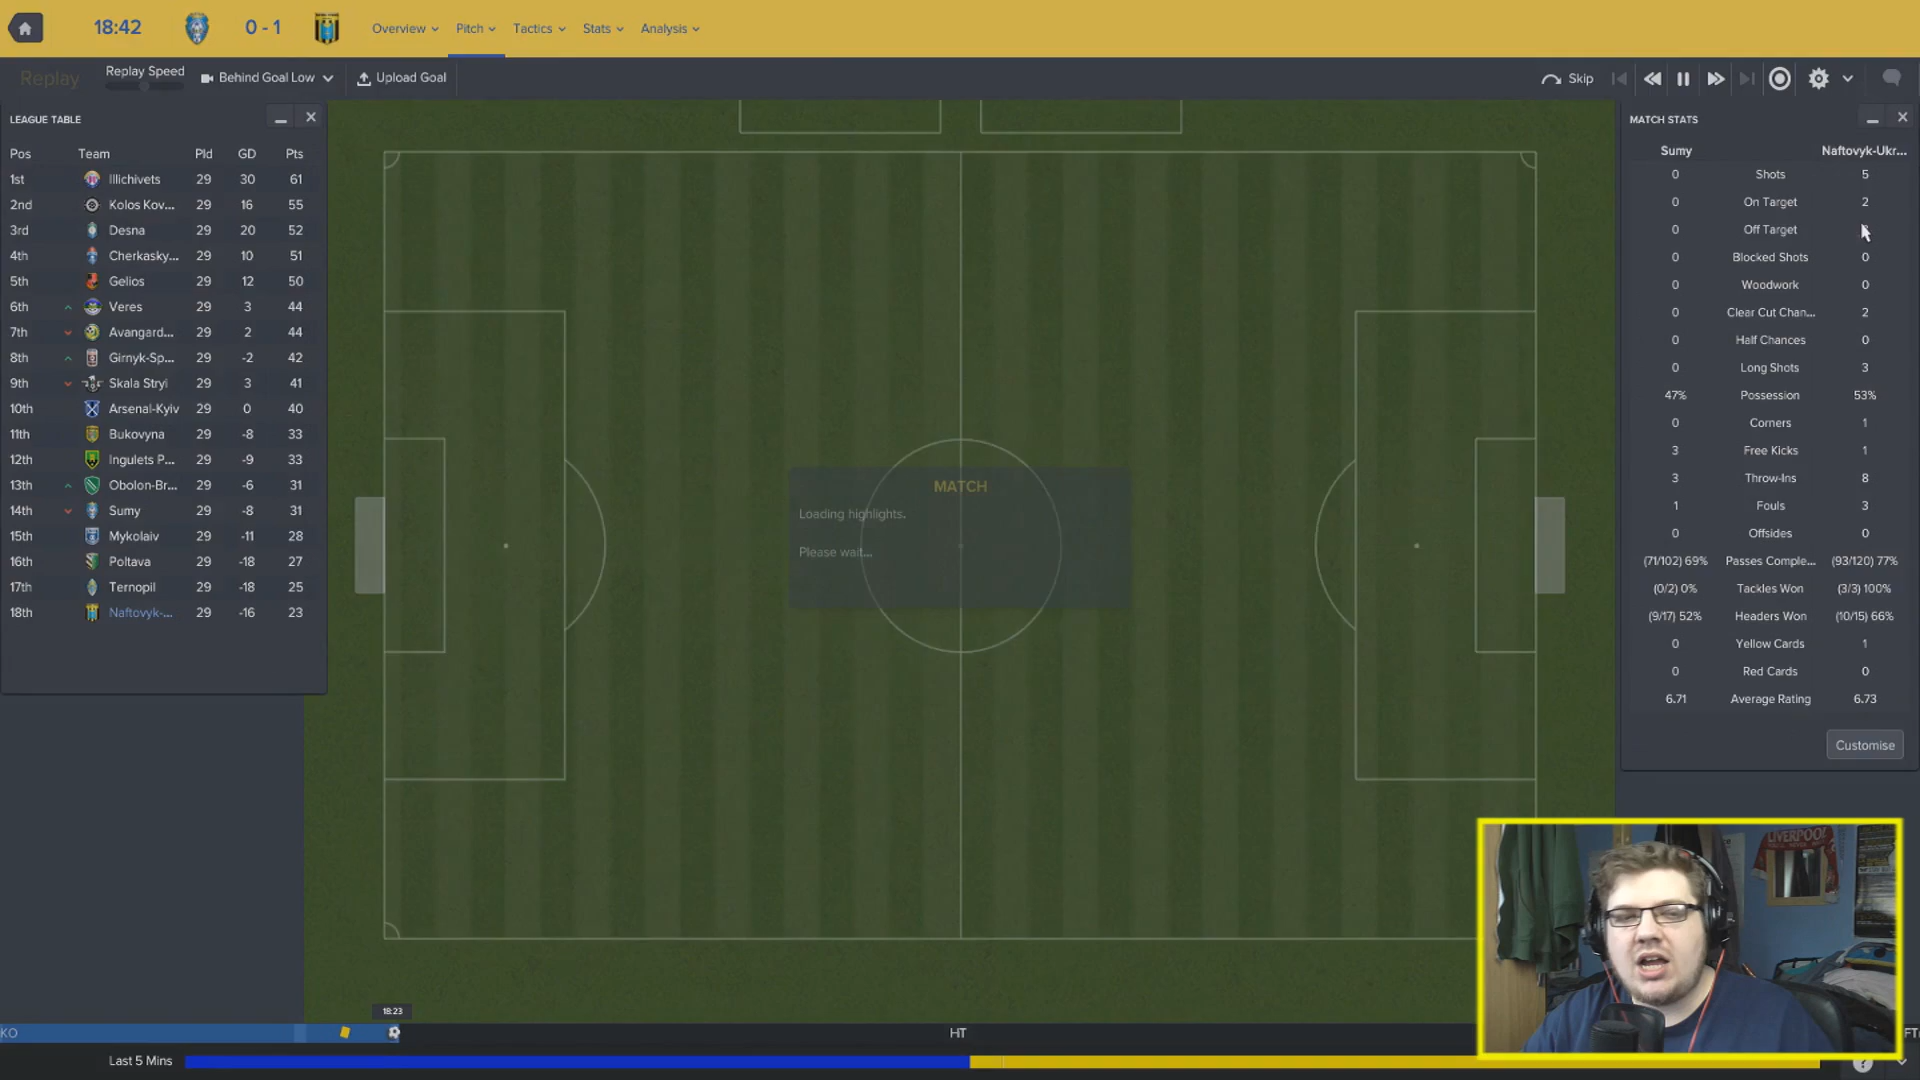 18:42 0 - 1 Overview Pitch Tactics Stats Analysis
Replay Replay Speed Behind Goal Low Upload Goal Skip
LEAGUE TABLE
Pos Team Pld GD Pts
1st Illichivets 29 30 61
2nd Kolos Kov... 29 16 55
3rd Desna 29 20 52
4th Cherkasky... 29 10 51
5th Gelios 29 12 50
6th Veres 29 3 44
7th Avangard... 29 2 44
8th Girnyk-Sp... 29 -2 42
9th Skala Stryi 29 3 41
10th Arsenal-Kyiv 29 0 40
11th Bukovyna 29 -8 33
12th Ingulets P... 29 -9 33
13th Obolon-Br... 29 -6 31
14th Sumy 29 -8 31
15th Mykolaiv 29 -11 28
16th Poltava 29 -18 27
17th Ternopil 29 -18 25
18th Naftovyk-... 29 -16 23
MATCH
Loading highlights.
Please wait...
MATCH STATS
Sumy Naftovyk-Ukr...
0 Shots 5
0 On Target 2
0 Off Target
0 Blocked Shots 0
0 Woodwork 0
0 Clear Cut Chan... 2
0 Half Chances 0
0 Long Shots 3
47% Possession 53%
0 Corners 1
3 Free Kicks 1
3 Throw-Ins 8
1 Fouls 3
0 Offsides 0
(71/102) 69% Passes Comple... (93/120) 77%
(0/2) 0% Tackles Won (3/3) 100%
(9/17) 52% Headers Won (10/15) 66%
0 Yellow Cards 1
0 Red Cards 0
6.71 Average Rating 6.73
Customise
LIVERPOOL
18:23
KO HT FT
Last 5 Mins